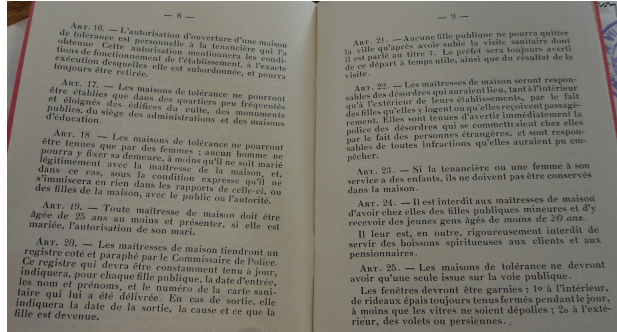 — 8 —
ART. 16. — L'autorisation d'ouverture d'une maison
de tolérance est personnelle à la tenancière qui l'a
obtenue. Cette autorisation mentionnera les condi-
tions de fonctionnement de l'établissement, à l'exacte
exécution desquelles elle est subordonnée, et pourra
toujours être retirée.
ART. 17. — Les maisons de tolérance ne pourront
être établies que dans des quartiers peu fréquentés
et éloignés des édifices du culte, des monuments
publics, du siège des administrations et des maisons
d'éducation.
ART. 18 — Les maisons de tolérance ne pourront
être tenues que par des femmes ; aucun homme ne
pourra y fixer sa demeure, à moins qu'il ne soit marié
légitimement avec la maîtresse de la maison, et,
dans ce cas, sous la condition expresse qu'il ne
s'immiscera en rien dans les rapports de celle-ci, ou
des filles de la maison, avec le public ou l'autorité.
ART. 19. — Toute maîtresse de maison doit être
âgée de 25 ans au moins et présenter, si elle est
mariée, l'autorisation de son mari.
ART. 20. — Les maîtresses de maison tiendront un
registre coté et paraphé par le Commissaire de Police.
Ce registre qui devra être constamment tenu à jour,
indiquera, pour chaque fille publique, la date d'entrée,
les nom et prénoms, et le numéro de la carte sani-
taire qui lui a été délivrée. En cas de sortie, elle
indiquera la date de la sortie, la cause et ce que la
fille est devenue.
— 9 —
ART. 21. — Aucune fille publique ne pourra quitter
la ville qu'après avoir subie la visite sanitaire dont
il est parlé au titre 3. Le préfet sera toujours averti
de ce départ à temps utile, ainsi que du résultat de la
visite.
ART. 22. — Les maîtresses de maison seront respon-
sables des désordres qui auraient lieu, tant à l'intérieur
qu'à l'extérieur de leurs établissements, par le fait
des filles qu'elles y logent ou qu'elles reçoivent passagè-
rement. Elles sont tenues d'avertir immédiatement la
police des désordres qui se commettraient chez elles
par le fait des personnes étrangères, et sont respon-
sables de toutes infractions qu'elles auraient pu em-
pêcher.
ART. 23. — Si la tenancière ou une femme à son
service a des enfants, ils ne doivent pas être conservés
dans la maison.
ART. 24. — Il est interdit aux maîtresses de maison
d'avoir chez elles des filles publiques mineures et d'y
recevoir des jeunes gens âgés de moins de 20 ans.
Il leur est, en outre, rigoureusement interdit de
servir des boissons spiritueuses aux clients et aux
pensionnaires.
ART. 25. — Les maisons de tolérance ne devront
avoir qu'une seule issue sur la voie publique.
Les fenêtres devront être garnies : 1º à l'intérieur,
de rideaux épais toujours tenus fermés pendant le jour,
à moins que les vitres ne soient dépolies ; 2º à l'exté-
rieur, des volets ou persiennes.